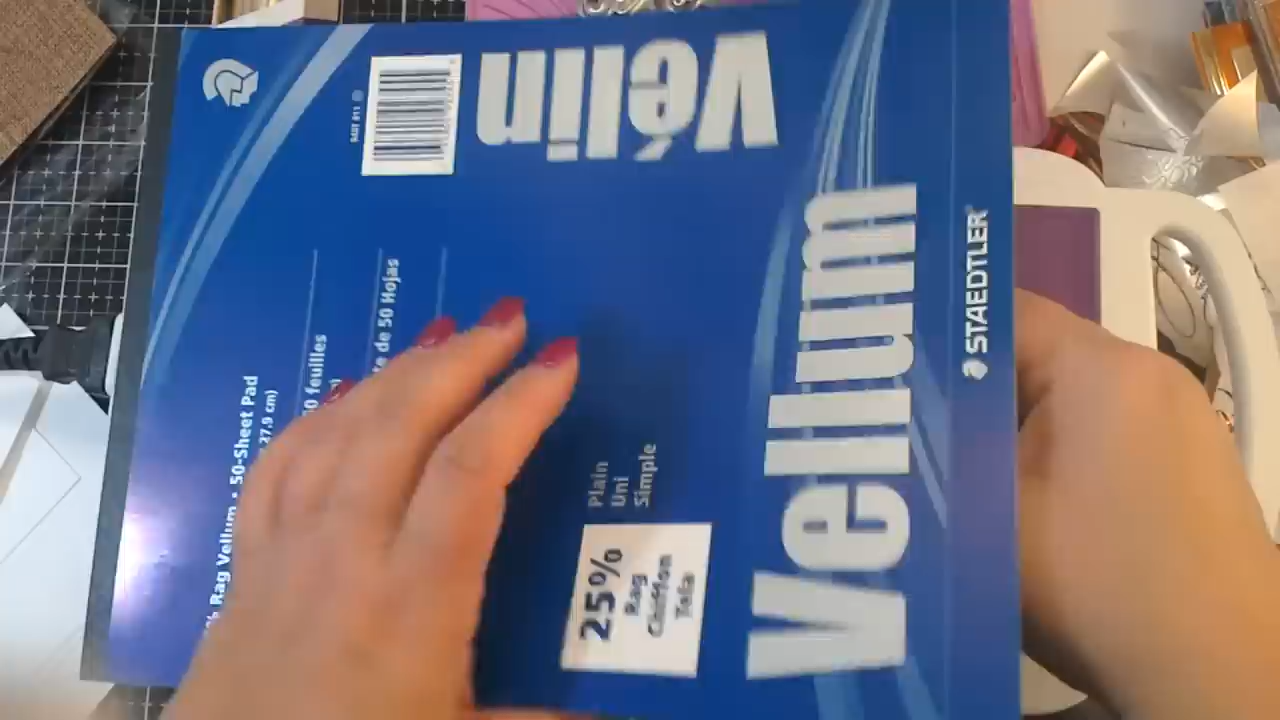 STAEDTLER
Vellum
Vélin
25%
Rag
Chiffon
Tela
Plain
Uni
Simple
de 50 Hojas
feuilles
Rag Vellum • 50-Sheet Pad
27.9 cm)